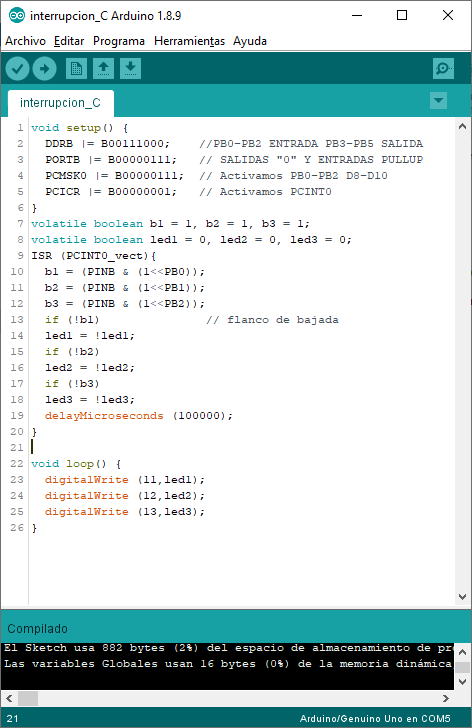 interrupcion_C Arduino 1.8.9
Archivo Editar Programa Herramientas Ayuda
interrupcion_C
1 void setup() {
2 DDRB |= B00111000; //PB0-PB2 ENTRADA PB3-PB5 SALIDA
3 PORTB |= B00000111; // SALIDAS "0" Y ENTRADAS PULLUP
4 PCMSK0 |= B00000111; // Activamos PB0-PB2 D8-D10
5 PCICR |= B00000001; // Activamos PCINT0
6 }
7 volatile boolean b1 = 1, b2 = 1, b3 = 1;
8 volatile boolean led1 = 0, led2 = 0, led3 = 0;
9 ISR (PCINT0_vect){
10 b1 = (PINB & (1<<PB0));
11 b2 = (PINB & (1<<PB1));
12 b3 = (PINB & (1<<PB2));
13 if (!b1) // flanco de bajada
14 led1 = !led1;
15 if (!b2)
16 led2 = !led2;
17 if (!b3)
18 led3 = !led3;
19 delayMicroseconds (100000);
20 }
21
22 void loop() {
23 digitalWrite (11,led1);
24 digitalWrite (12,led2);
25 digitalWrite (13,led3);
26 }
Compilado
El Sketch usa 882 bytes (2%) del espacio de almacenamiento de pr
Las variables Globales usan 16 bytes (0%) de la memoria dinámica
21 Arduino/Genuino Uno en COM5